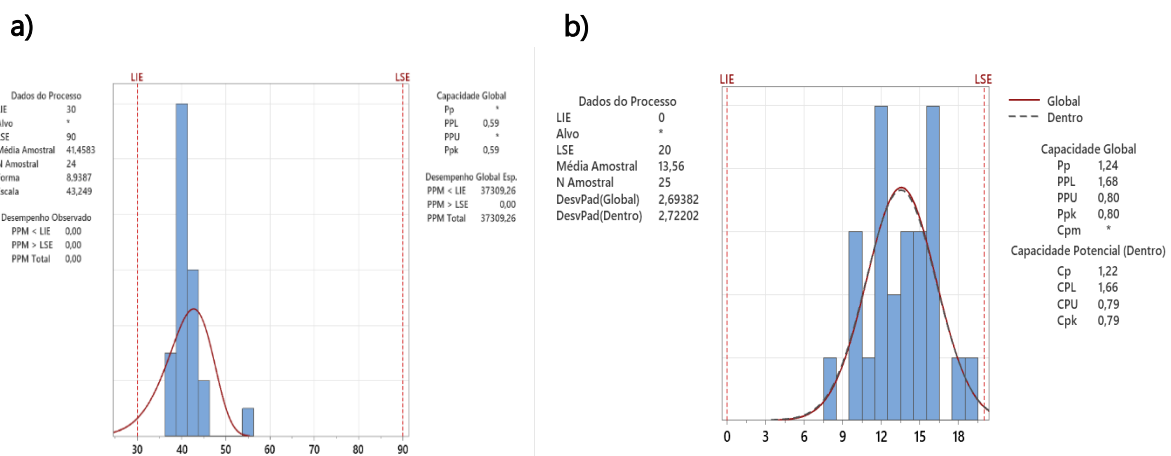 a)
LIE
LSE
Dados do Processo
LIE 30
Alvo *
LSE 90
Média Amostral 41,4583
N Amostral 24
Forma 8,9387
Escala 43,249
Desempenho Observado
PPM < LIE 0,00
PPM > LSE 0,00
PPM Total 0,00
Capacidade Global
Pp *
PPL 0,59
PPU *
Ppk 0,59
Desempenho Global Esp.
PPM < LIE 37309,26
PPM > LSE 0,00
PPM Total 37309,26
30 40 50 60 70 80 90
b)
LIE
LSE
Dados do Processo
LIE 0
Alvo *
LSE 20
Média Amostral 13,56
N Amostral 25
DesvPad(Global) 2,69382
DesvPad(Dentro) 2,72202
Global
Dentro
Capacidade Global
Pp 1,24
PPL 1,68
PPU 0,80
Ppk 0,80
Cpm *
Capacidade Potencial (Dentro)
Cp 1,22
CPL 1,66
CPU 0,79
Cpk 0,79
0 3 6 9 12 15 18